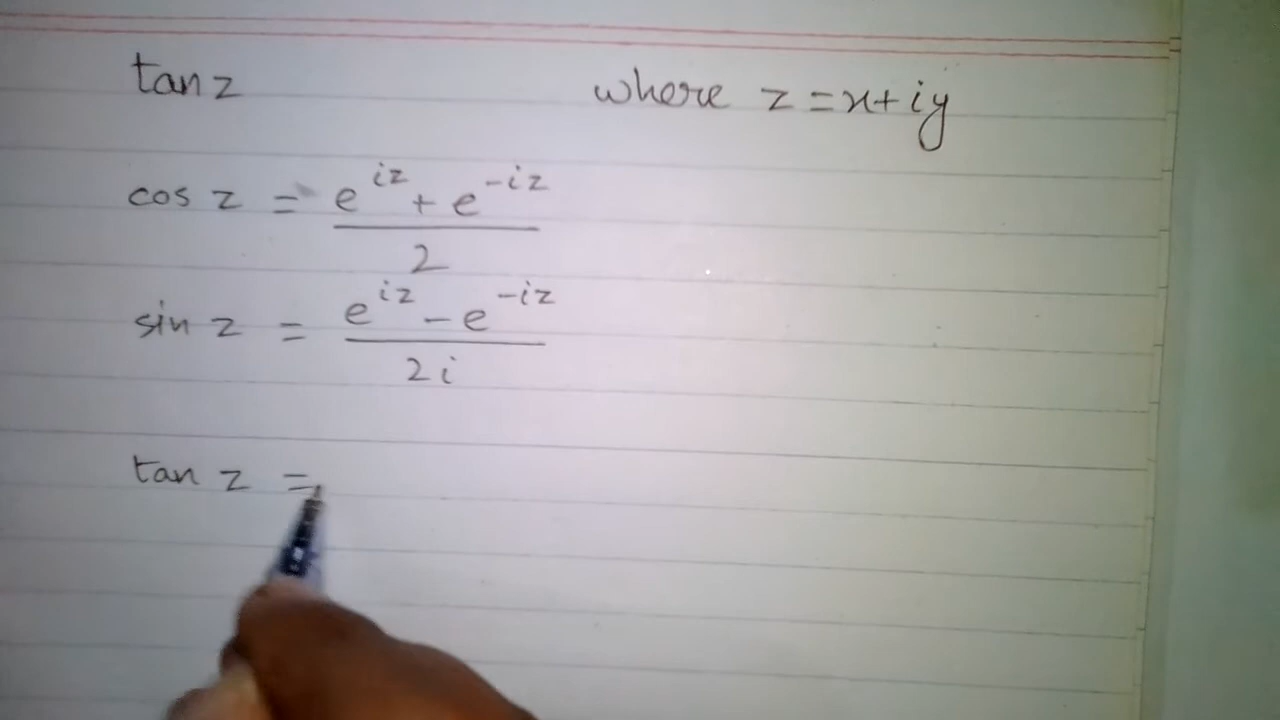 tan z where z = x+iy
cos z = e^{iz} + e^{-iz}
2
sin z = e^{iz} - e^{-iz}
2i
tan z =